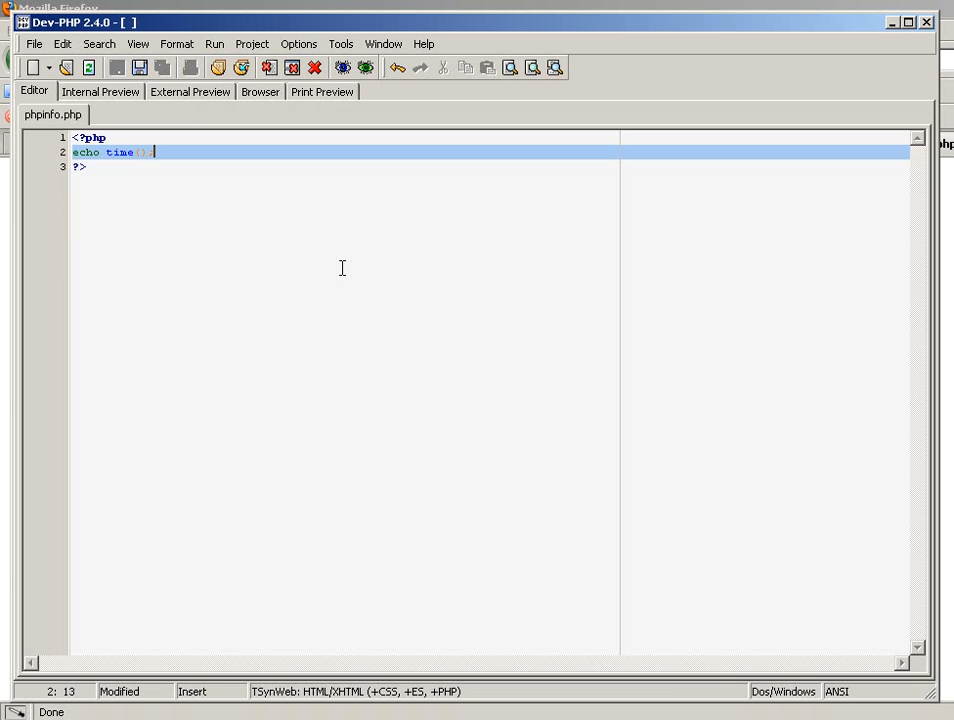 Mozilla Firefox
Dev-PHP 2.4.0 - [ ]
File Edit Search View Format Run Project Options Tools Window Help
Editor Internal Preview External Preview Browser Print Preview
phpinfo.php
1 <?php
2 echo time();
3 ?>
2: 13 Modified Insert TSynWeb: HTML/XHTML (+CSS, +ES, +PHP) Dos/Windows ANSI
Done